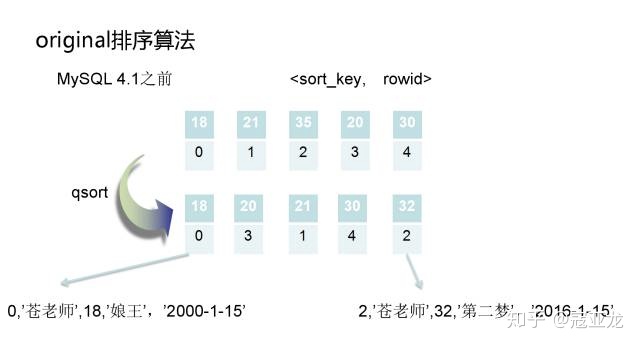 original排序算法
MySQL 4.1之前 <sort_key, rowid>
18 21 35 20 30
0 1 2 3 4
qsort
18 20 21 30 32
0 3 1 4 2
0,'苍老师',18,'娘王', '2000-1-15' 2,'苍老师',32,'第二梦', '2016-1-15'
知乎 @寇亚龙